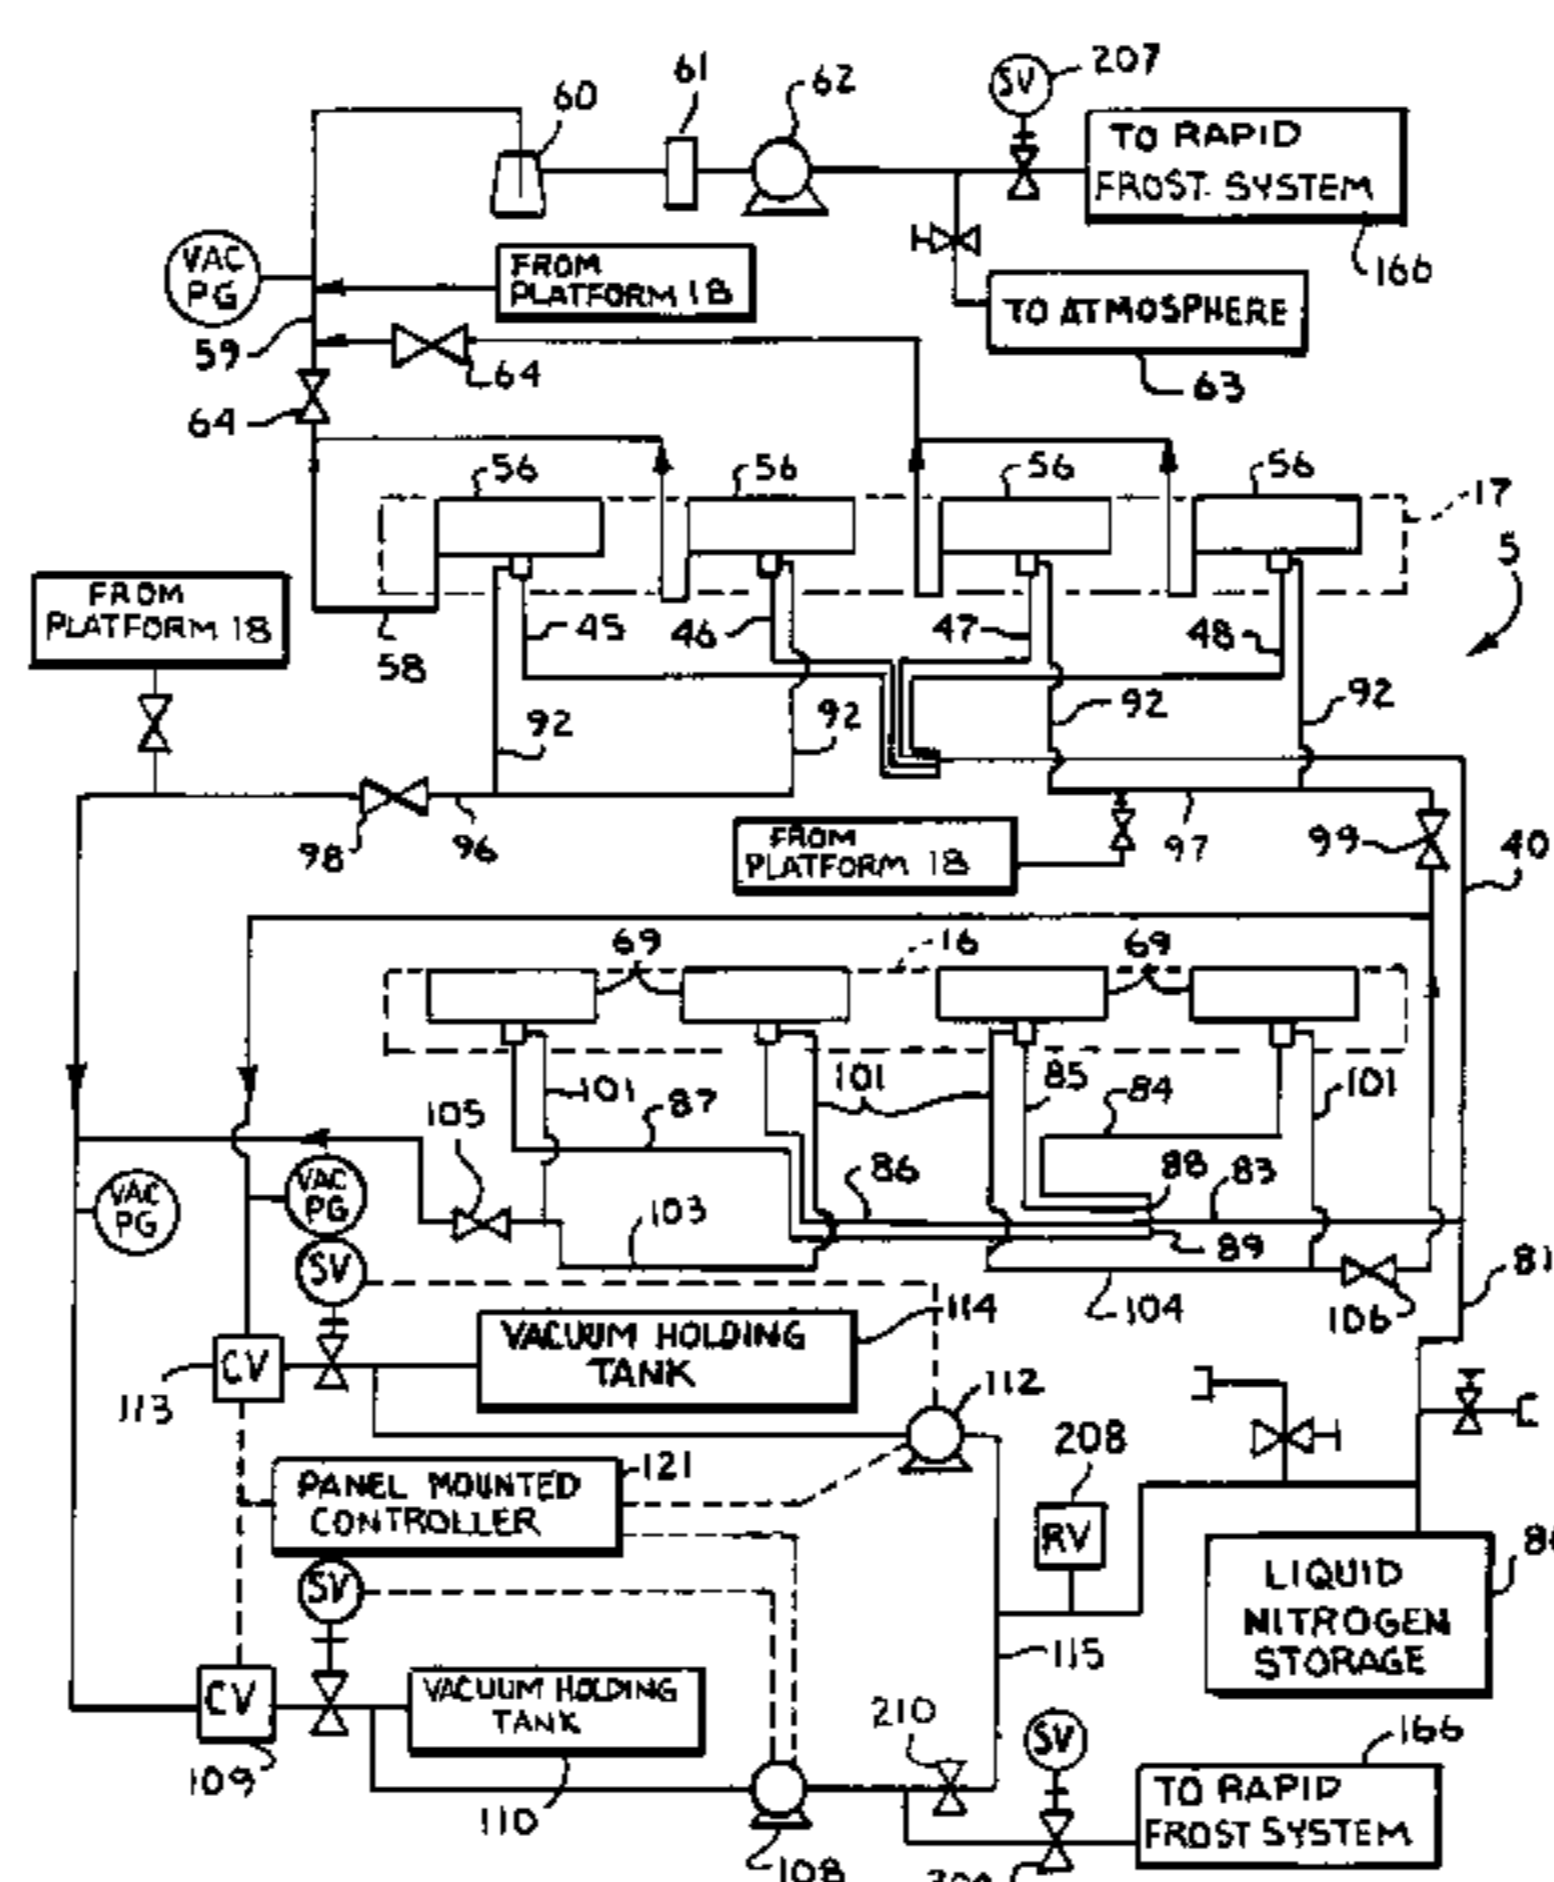 207
61
62
60
SV
TO RAPID
FROST SYSTEM
166
VAC
PG
FROM
PLATFORM 18
TO ATMOSPHERE
63
59
64
64
56
56
56
56
17
5
FROM
PLATFORM 18
58
45
46
47
48
92
92
92
92
98
96
FROM
PLATFORM 18
97
99
40
69
16
69
101
87
101
85
84
101
105
VAC
PG
VAC
PG
86
88
83
89
103
SV
104
106
81
114
VACUUM HOLDING
TANK
CV
113
112
208
121
PANEL MOUNTED
CONTROLLER
RV
SV
LIQUID
NITROGEN
STORAGE
115
CV
VACUUM HOLDING
TANK
210
SV
166
109
110
TO RAPID
FROST SYSTEM
108